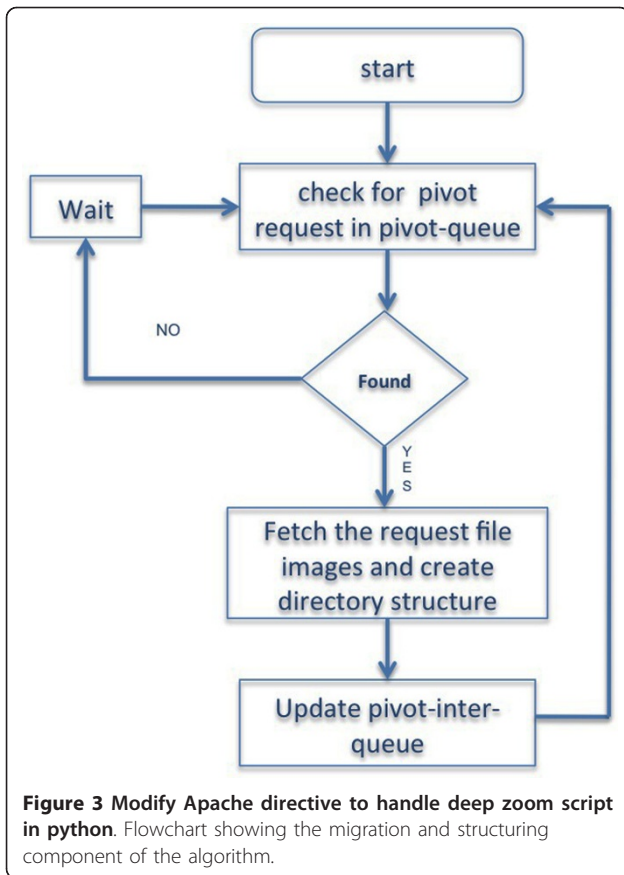 start
check for pivot
request in pivot-queue
Wait
NO
Found
YES
Fetch the request file
images and create
directory structure
Update pivot-inter-
queue
Figure 3 Modify Apache directive to handle deep zoom script
in python. Flowchart showing the migration and structuring
component of the algorithm.